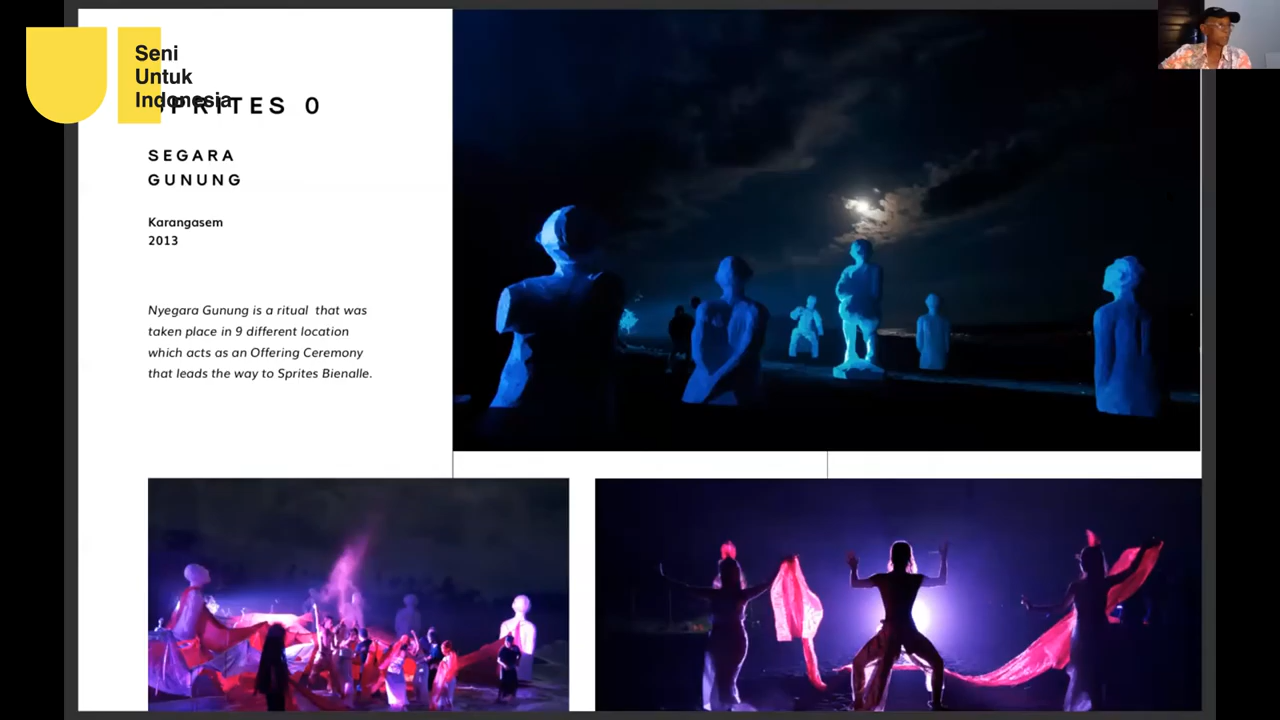 Seni
Untuk
Indonesia
SPRITES 0
SEGARA
GUNUNG
Karangasem
2013
Nyegara Gunung is a ritual that was
taken place in 9 different location
which acts as an Offering Ceremony
that leads the way to Sprites Bienalle.